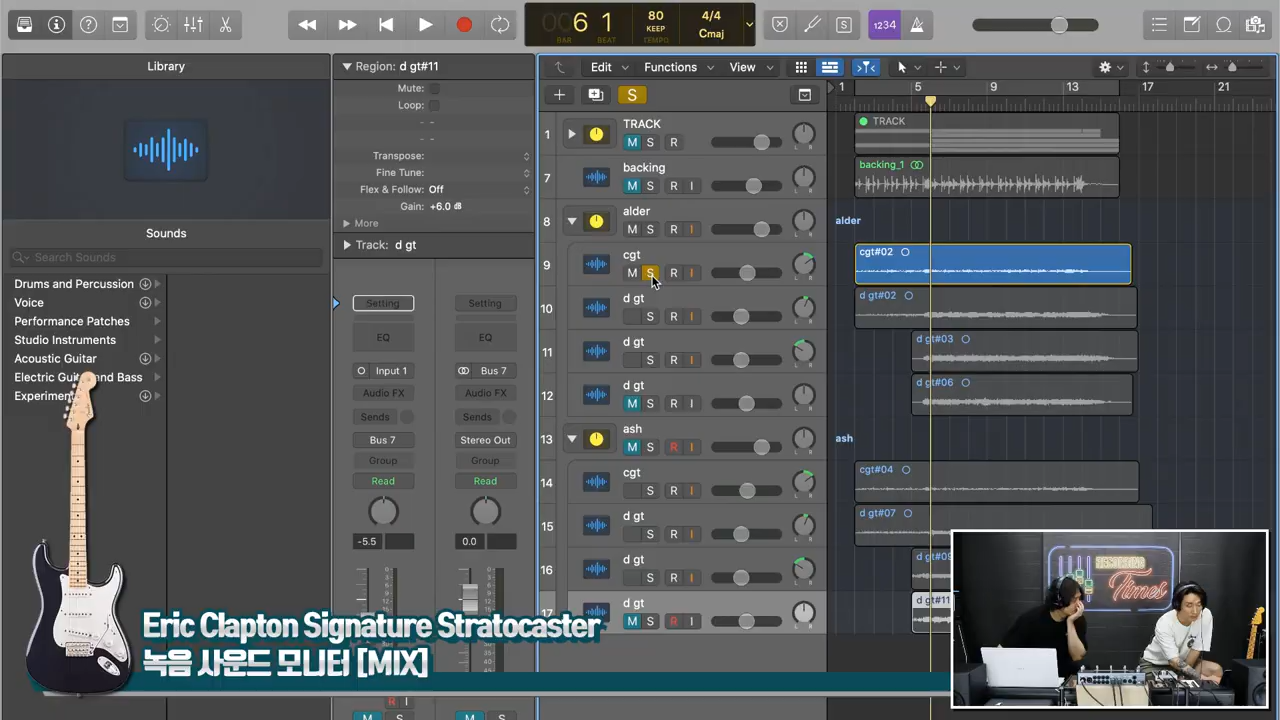 6 1
BAR BEAT
80
KEEP
TEMPO
4/4
Cmaj
1234
Library
Sounds
Search Sounds
Drums and Percussion
Voice
Performance Patches
Studio Instruments
Acoustic Guitar
Electric Guitar and Bass
Region: d gt#11
Mute:
Loop:
Transpose:
Fine Tune:
Flex & Follow: Off
Gain: +6.0 dB
More
Track: d gt
Setting Setting
EQ EQ
Input 1 Bus 7
Audio FX Audio FX
Sends Sends
Bus 7 Stereo Out
Group Group
Read Read
-5.5 0.0
Edit Functions View
S
1 5 9 13 17 21
1 TRACK
M S R
7 backing
M S R I
8 alder
M S R I
9 cgt
M S R I
10 d gt
S R I
11 d gt
S R I
12 d gt
M S R I
13 ash
M S R I
14 cgt
S R I
15 d gt
S R I
16 d gt
S R I
17 d gt
M S R I
TRACK
backing_1
alder
cgt#02
d gt#02
d gt#03
d gt#06
ash
cgt#04
d gt#07
d gt#11
Times
Eric Clapton Signature Stratocaster
녹음 사운드 모니터 [MIX]